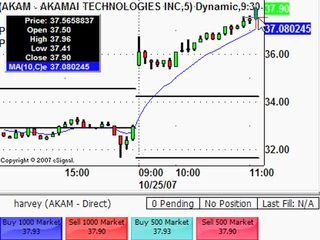 (AKAM - AKAMAI TECHNOLOGIES INC,5) Dynamic,9:30-
Price: 37.5658837
Open 37.50
High 37.96
Low 37.41
Close 37.90
MA(10,C)e 37.080245
37.90
37.080245
36.00
34.00
33.00
32.00
Copyright © 2007 eSignal.
15:00 09:00 10:00 11:00
10/25/07
harvey (AKAM - Direct) 0 Pending No Position Last Fill: N/A
Buy 1000 Market 37.93
Sell 1000 Market 37.90
Buy 500 Market 37.93
Sell 500 Market 37.90